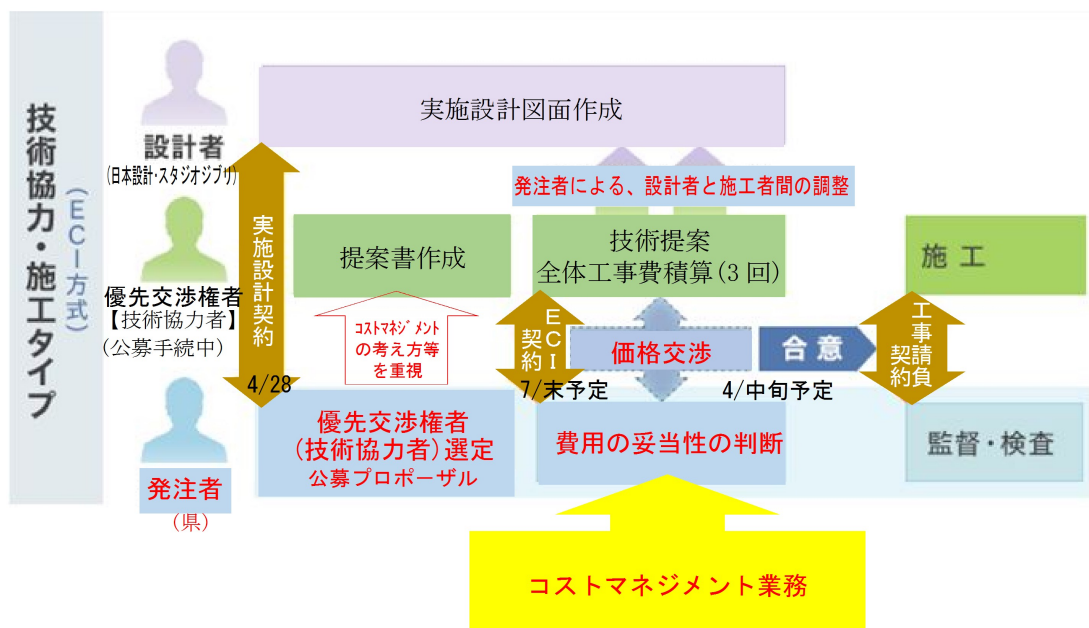 技術協力・施工タイプ
(ECI方式)
設計者
(日本設計・スタジオジブリ)
優先交渉権者
【技術協力者】
(公募手続中)
発注者
(県)
実施設計図面作成
発注者による、設計者と施工者間の調整
実施設計契約
4/28
提案書作成
技術提案
全体工事費積算(3回)
施工
コストマネジメント
の考え方等
を重視
ECI
契約
7/末予定
価格交渉
合意
4/中旬予定
工事請負
契約
優先交渉権者
(技術協力者)選定
公募プロポーザル
費用の妥当性の判断
監督・検査
コストマネジメント業務